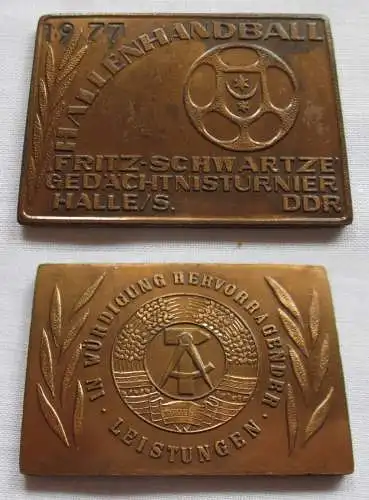 1977
HALLENHANDBALL
FRITZ-SCHWARTZE
GEDÄCHTNISTURNIER
HALLE/S. DDR
IN WÜRDIGUNG HERVORRAGENDER
· LEISTUNGEN ·